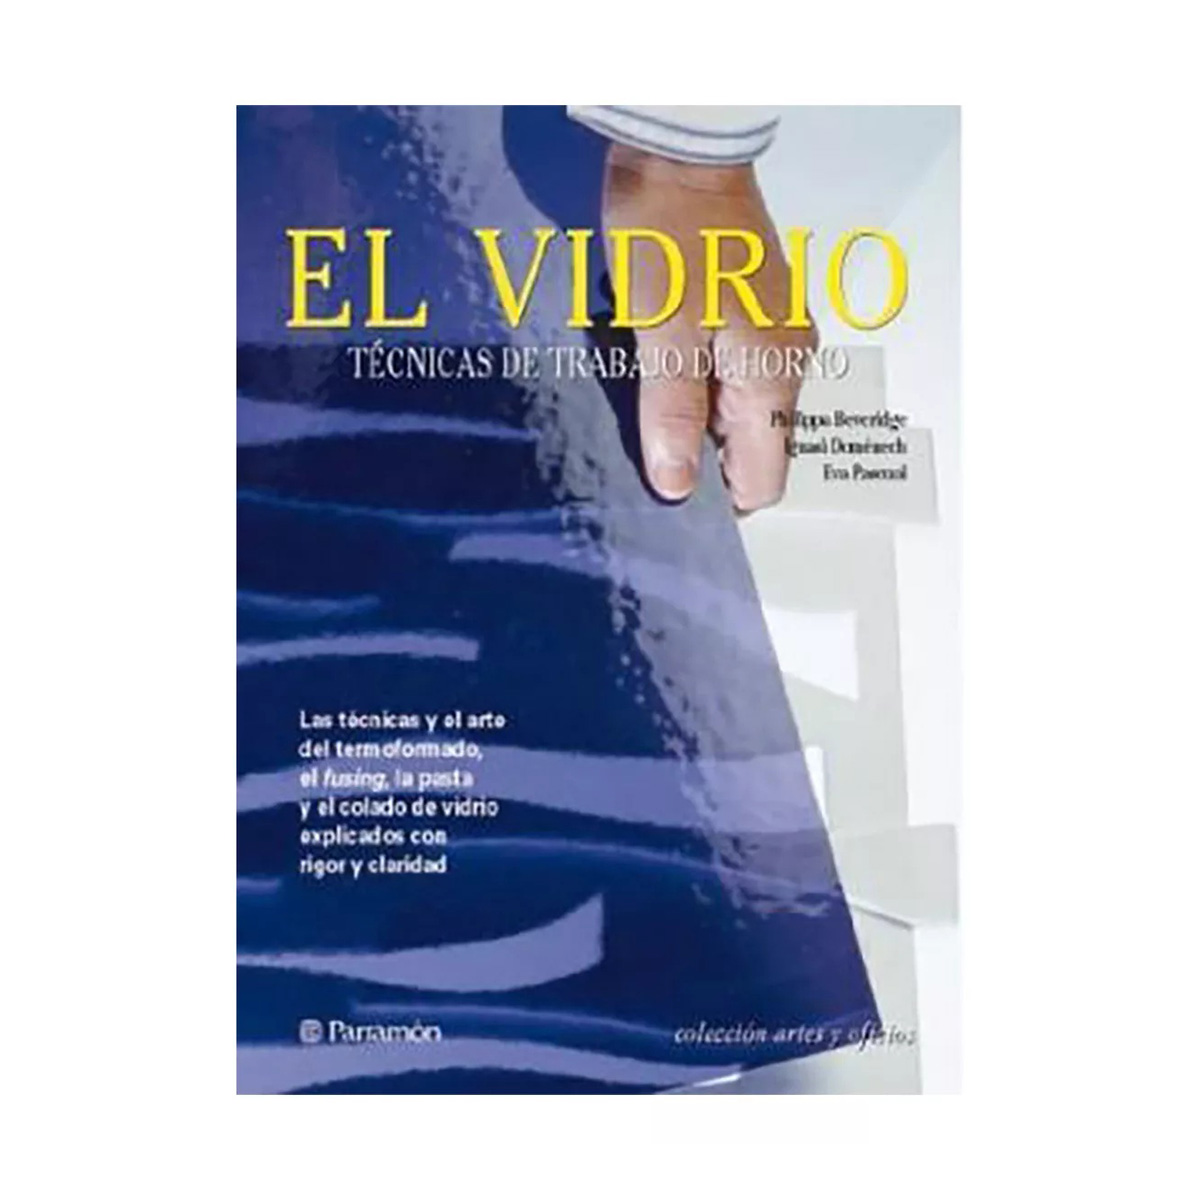 EL VIDRIO
TÉCNICAS DE TRABAJO DE HORNO
Philippa Beveridge
Ignasi Doménech
Eva Pascual
Las técnicas y el arte
del termoformado,
el fusing, la pasta
y el colado de vidrio
explicados con
rigor y claridad
Parramón
colección artes y oficios